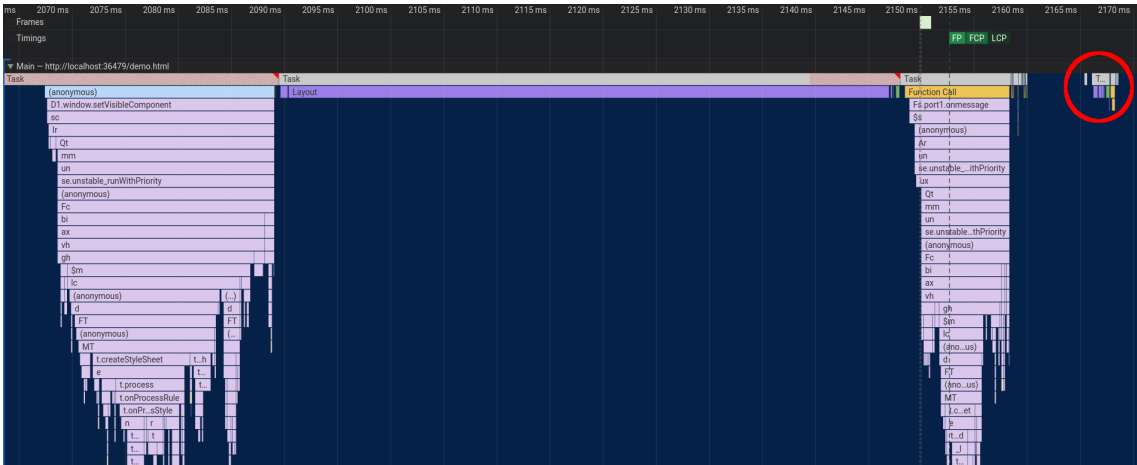 ms 2070 ms 2075 ms 2080 ms 2085 ms 2090 ms 2095 ms 2100 ms 2105 ms 2110 ms 2115 ms 2120 ms 2125 ms 2130 ms 2135 ms 2140 ms 2145 ms 2150 ms 2155 ms 2160 ms 2165 ms 2170 ms
Frames
Timings FP FCP LCP
▼ Main — http://localhost:36479/demo.html
Task Task Task T...
(anonymous) Layout Function Call
D1.window.setVisibleComponent Fs.port1.onmessage
sc $s
lr (anonymous)
Qt Ar
mm un
un se.unstable_...ithPriority
se.unstable_runWithPriority ux
(anonymous) Qt
Fc mm
bi un
ax se.unstable...thPriority
vh (anonymous)
gh Fc
$m bi
lc ax
(anonymous) (...) vh
d d gh
FT FT $m
(anonymous) (... lc
MT (ano...us)
t.createStyleSheet t...h d
e t... FT
t.process t... (ano...us)
t.onProcessRule MT
t.onPr...sStyle t.c...et
n r e
t... t t...d
t... _l
t... t...